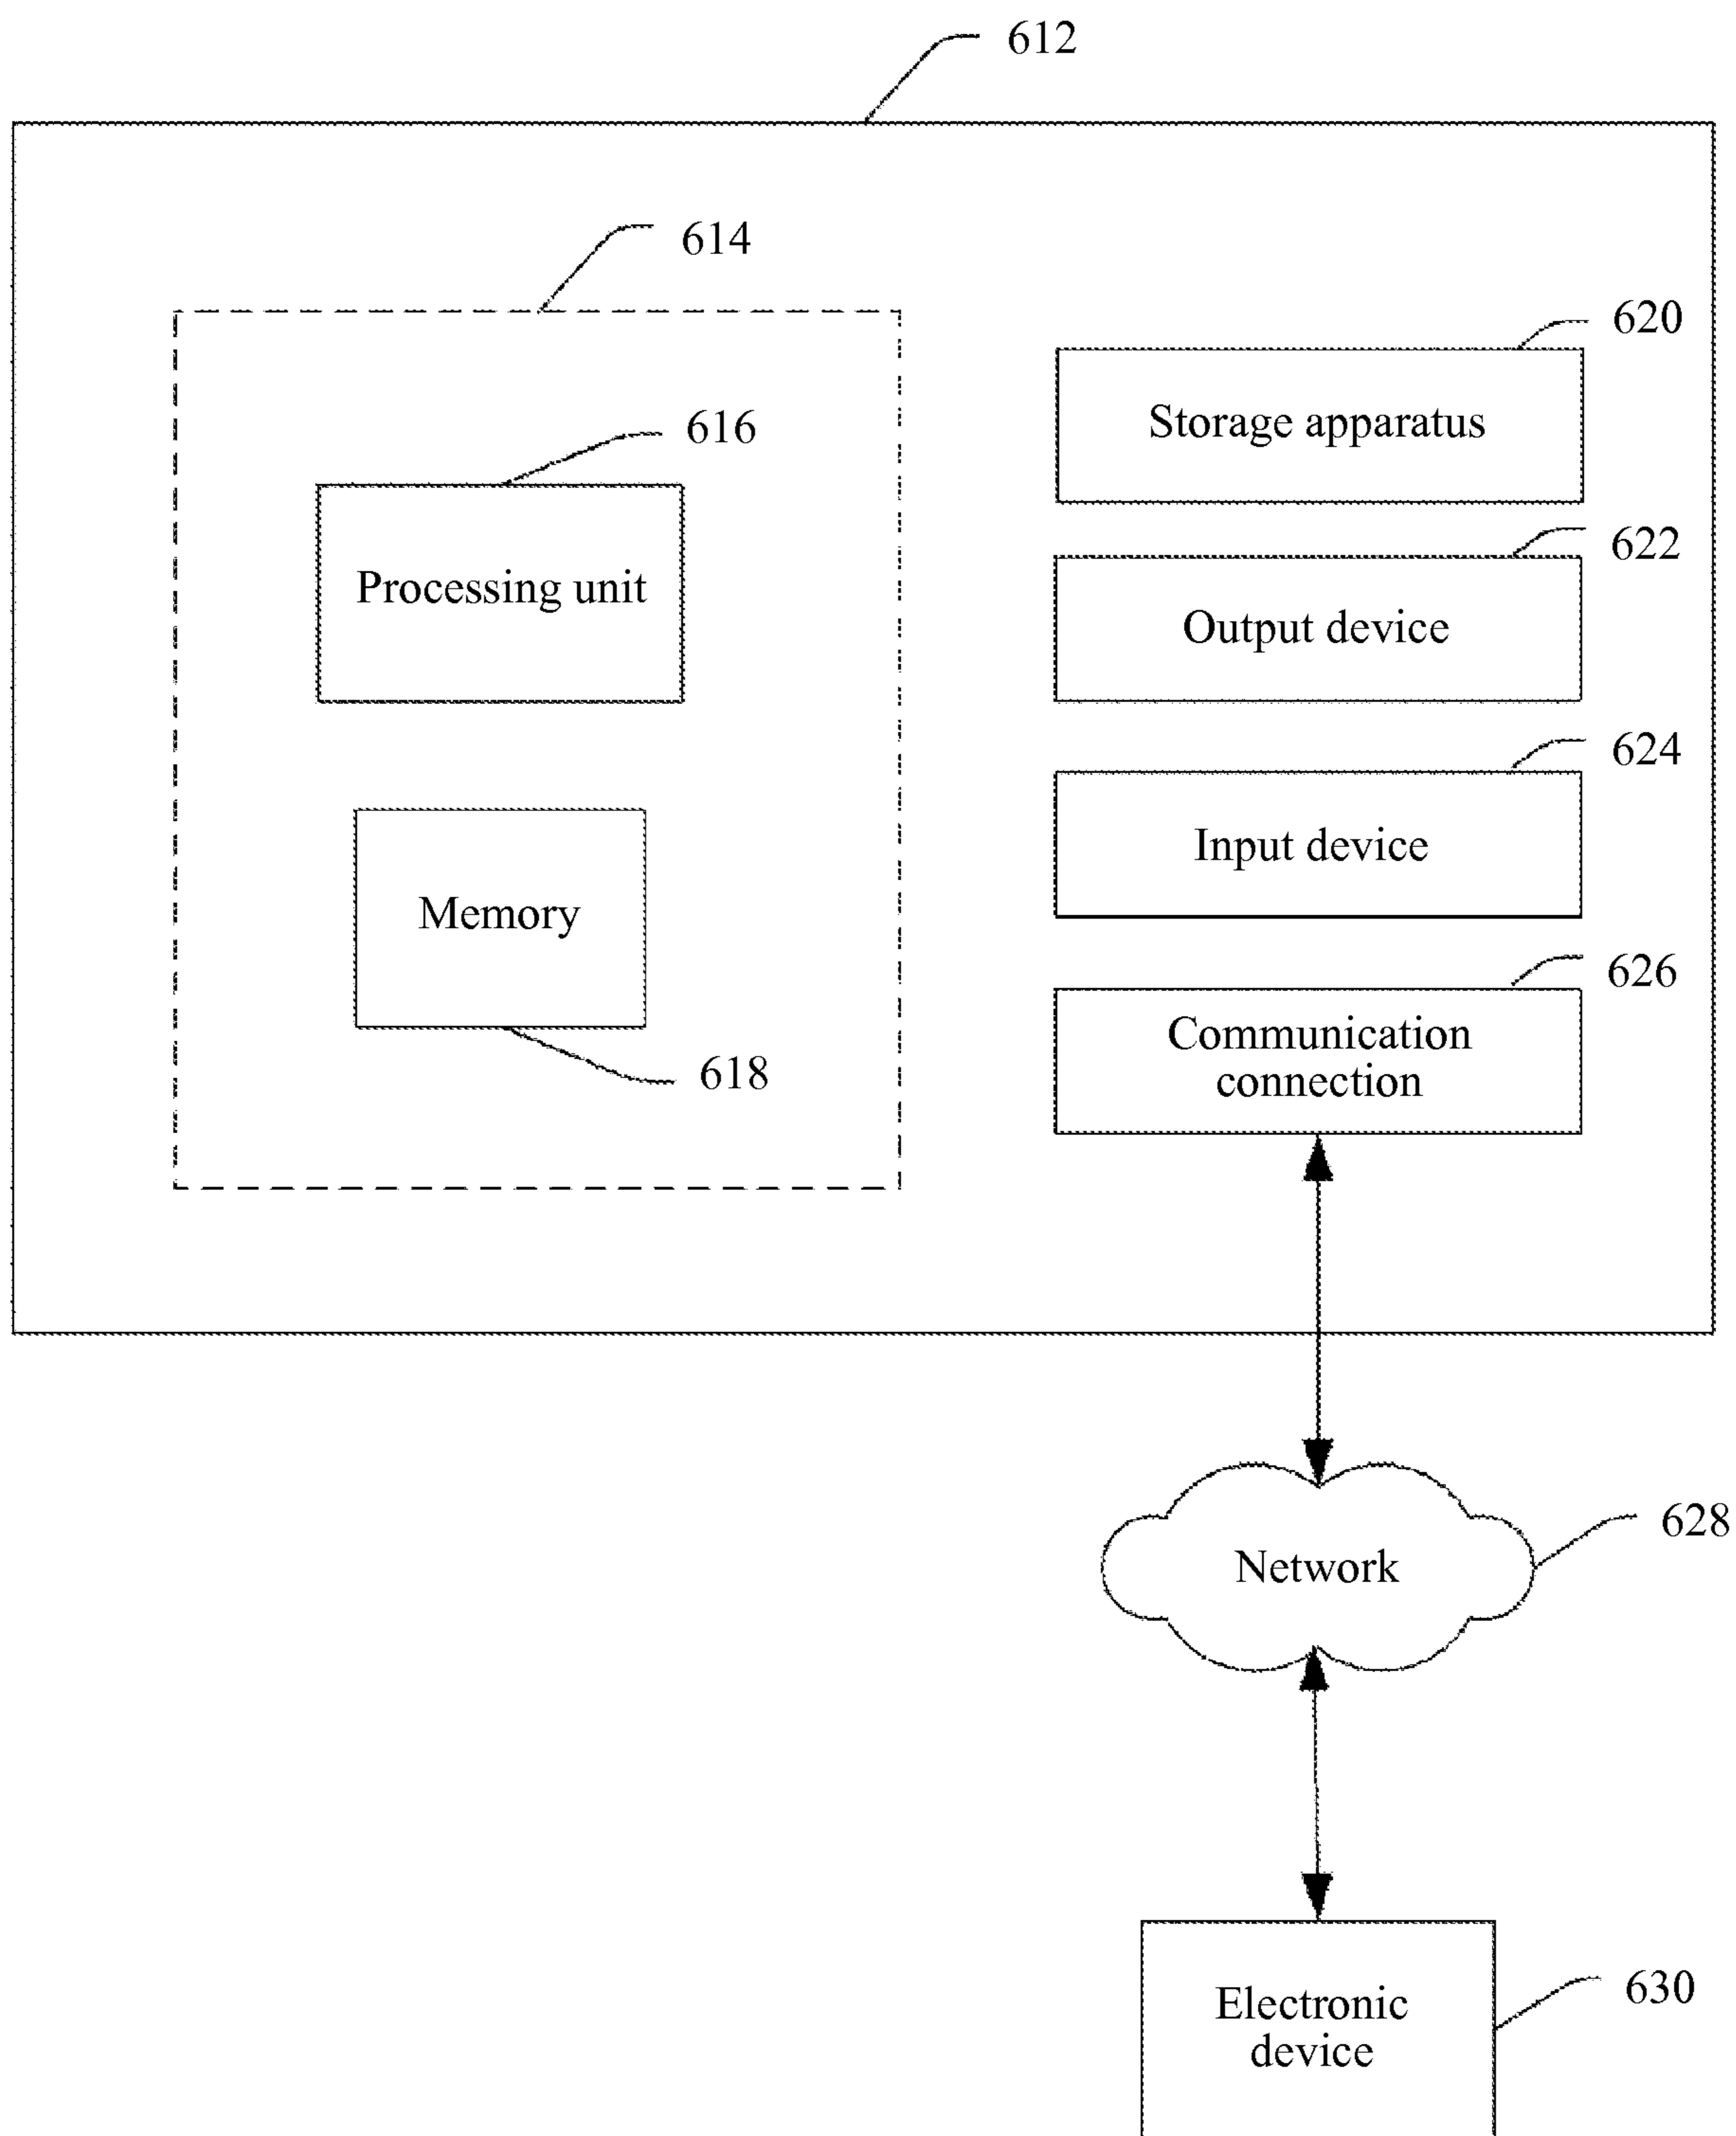 612
614
616
Processing unit
Memory
618
620
Storage apparatus
622
Output device
624
Input device
626
Communication
connection
628
Network
630
Electronic
device